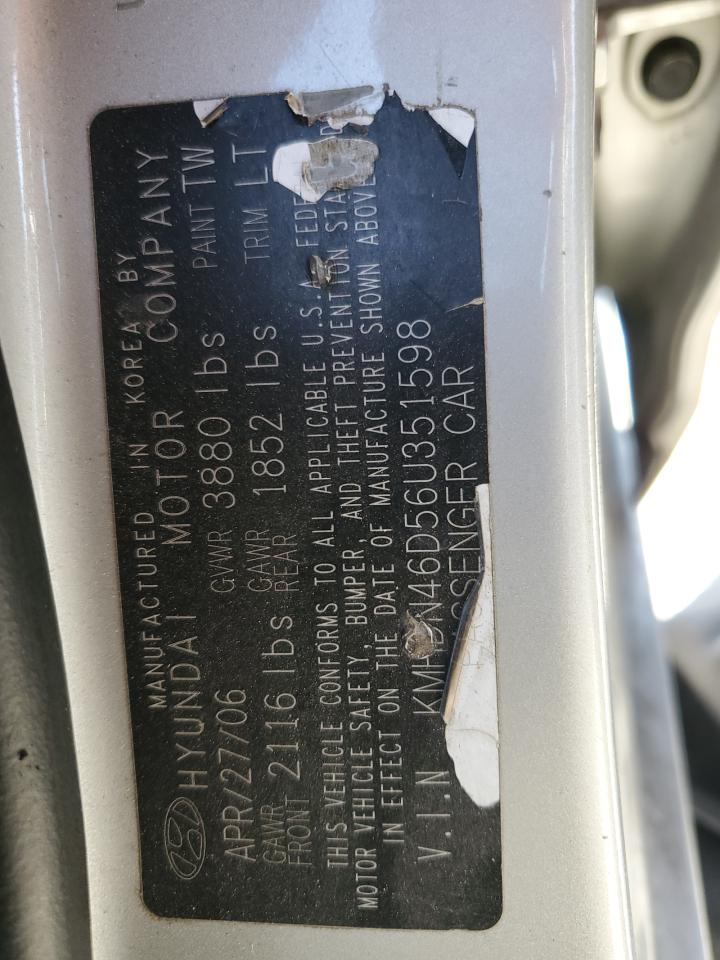 MANUFACTURED IN KOREA BY
HYUNDAI MOTOR COMPANY
APR/27/06 GVWR 3880 lbs PAINT TW
GAWR FRONT 2116 lbs GAWR REAR 1852 lbs TRIM LT
THIS VEHICLE CONFORMS TO ALL APPLICABLE U.S.A
MOTOR VEHICLE SAFETY, BUMPER, AND THEFT PREVENTION
IN EFFECT ON THE DATE OF MANUFACTURE SHOWN ABOVE
V.I.N KMHDN46D56U351598
PASSENGER CAR